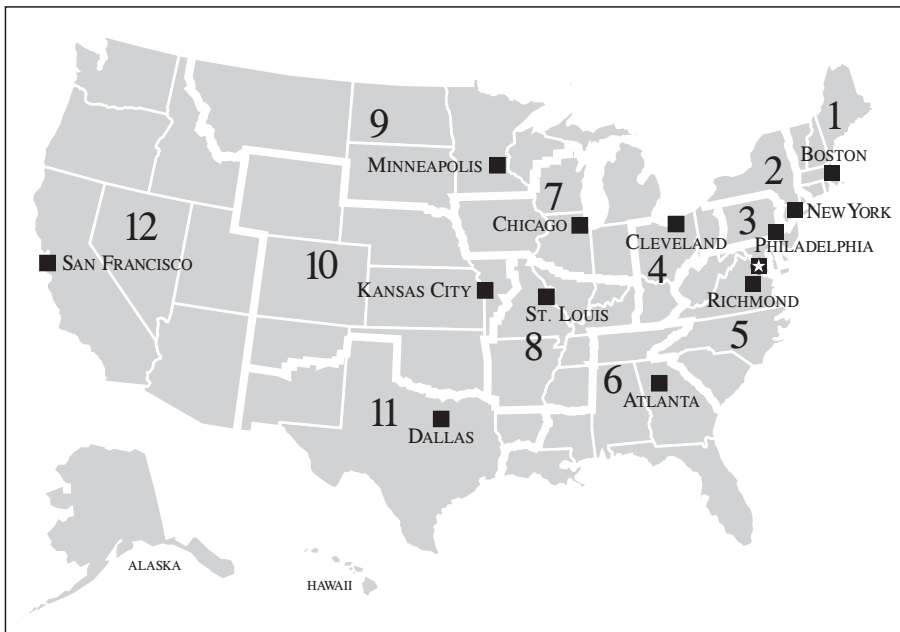 1
BOSTON
9
MINNEAPOLIS
2
7
NEW YORK
12
CHICAGO
3
CLEVELAND
PHILADELPHIA
SAN FRANCISCO
10
4
KANSAS CITY
RICHMOND
ST. LOUIS
5
8
6
ATLANTA
11
DALLAS
ALASKA
HAWAII